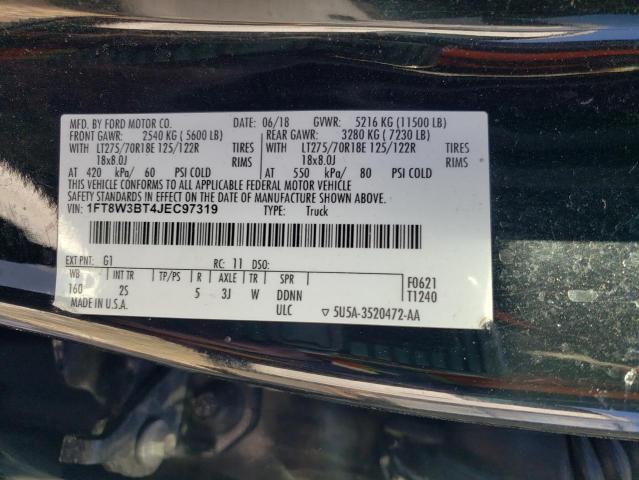 MFD. BY FORD MOTOR CO. 06/18 GVWR: 5216 KG (11500 LB)
FRONT GAWR: 2540 KG (5600 LB) REAR GAWR: 3280 KG (7230 LB)
WITH LT275/70R18E 125/122R TIRES WITH LT275/70R18E 125/122R TIRES
18x8.0J RIMS 18x8.0J RIMS
AT 420 kPa/ 60 PSI COLD AT 550 kPa/ 80 PSI COLD
THIS VEHICLE CONFORMS TO ALL APPLICABLE FEDERAL MOTOR VEHICLE
SAFETY STANDARDS IN EFFECT ON THE DATE OF MANUFACTURE SHOWN ABOVE.
VIN: 1FT8W3BT4JEC97319 TYPE: Truck
EXT PNT: G1 RC: 11 DSO:
WB INT TR TP/PS R AXLE TR SPR F0621
160 2S 5 3J W DDNN T1240
MADE IN U.S.A. ULC ▽ 5U5A-3520472-AA